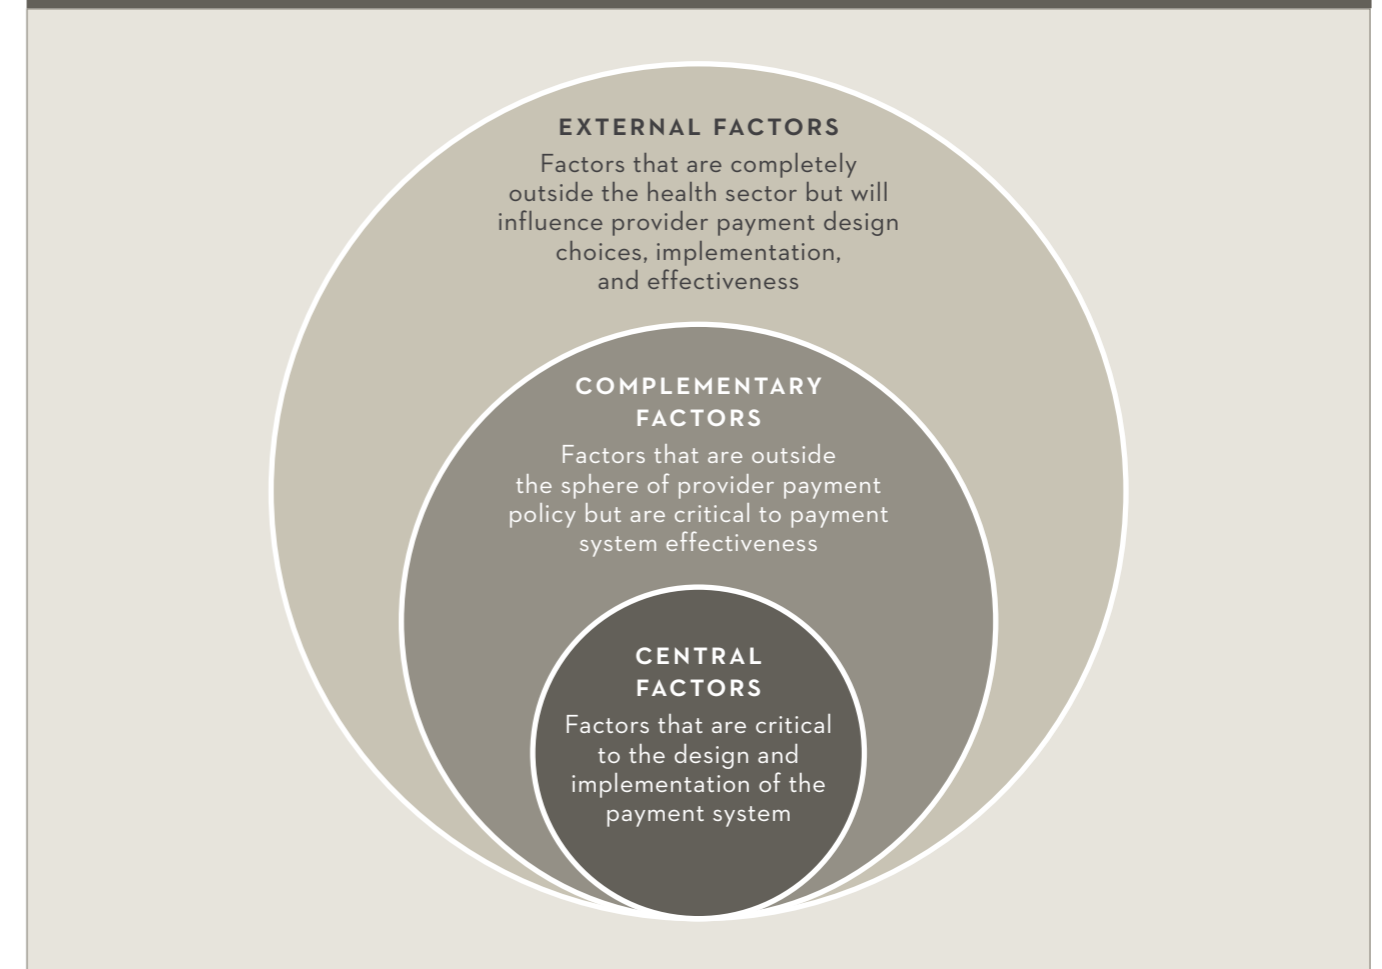 EXTERNAL FACTORS
Factors that are completely
outside the health sector but will
influence provider payment design
choices, implementation,
and effectiveness
COMPLEMENTARY
FACTORS
Factors that are outside
the sphere of provider payment
policy but are critical to payment
system effectiveness
CENTRAL
FACTORS
Factors that are critical
to the design and
implementation of the
payment system